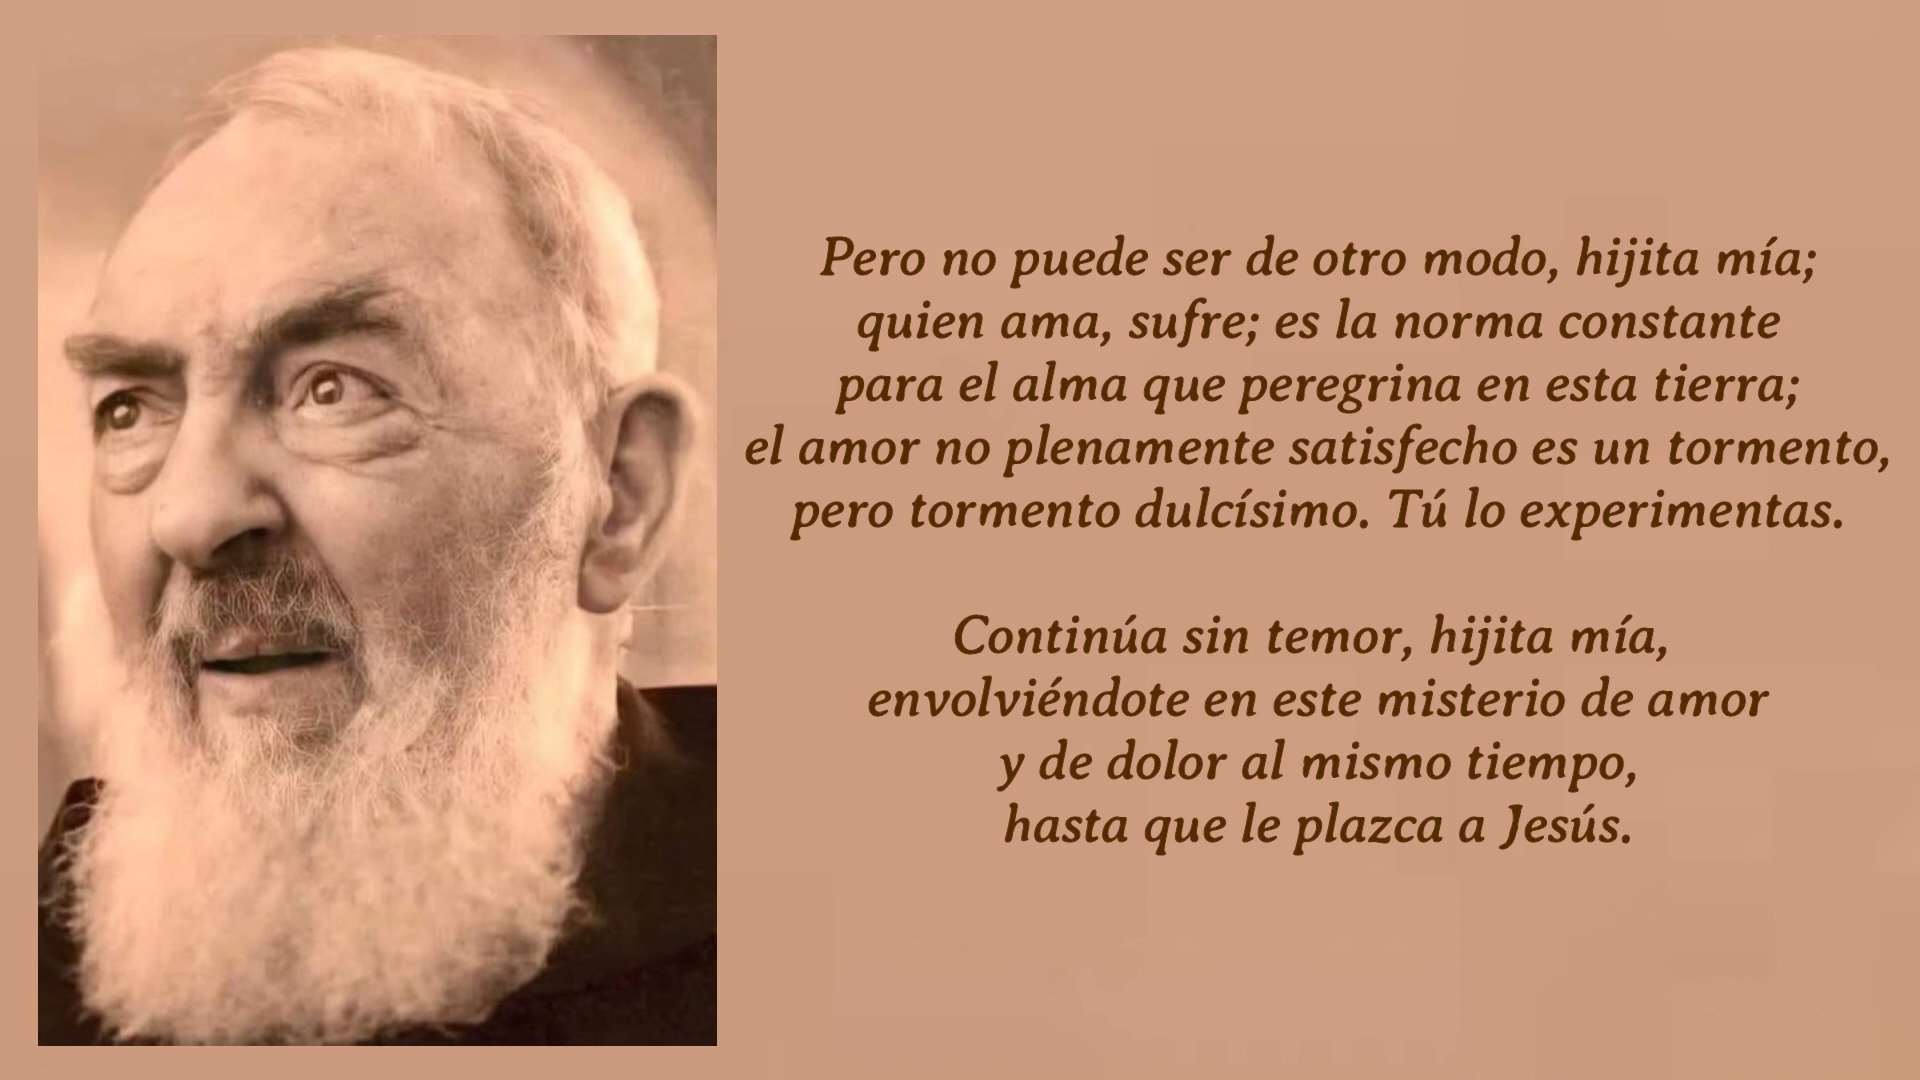 Pero no puede ser de otro modo, hijita mía;
quien ama, sufre; es la norma constante
para el alma que peregrina en esta tierra;
el amor no plenamente satisfecho es un tormento,
pero tormento dulcísimo. Tú lo experimentas.
Continúa sin temor, hijita mía,
envolviéndote en este misterio de amor
y de dolor al mismo tiempo,
hasta que le plazca a Jesús.